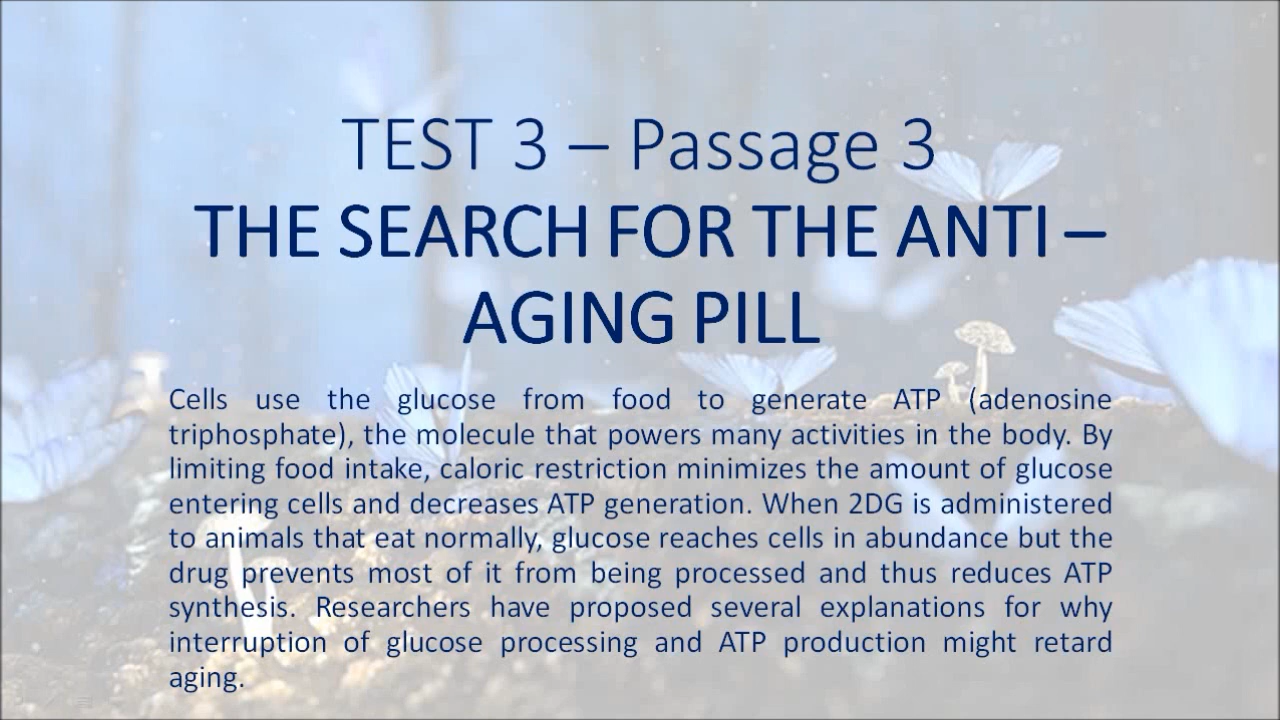 TEST 3 – Passage 3
THE SEARCH FOR THE ANTI –
AGING PILL
Cells use the glucose from food to generate ATP (adenosine
triphosphate), the molecule that powers many activities in the body. By
limiting food intake, caloric restriction minimizes the amount of glucose
entering cells and decreases ATP generation. When 2DG is administered
to animals that eat normally, glucose reaches cells in abundance but the
drug prevents most of it from being processed and thus reduces ATP
synthesis. Researchers have proposed several explanations for why
interruption of glucose processing and ATP production might retard
aging.